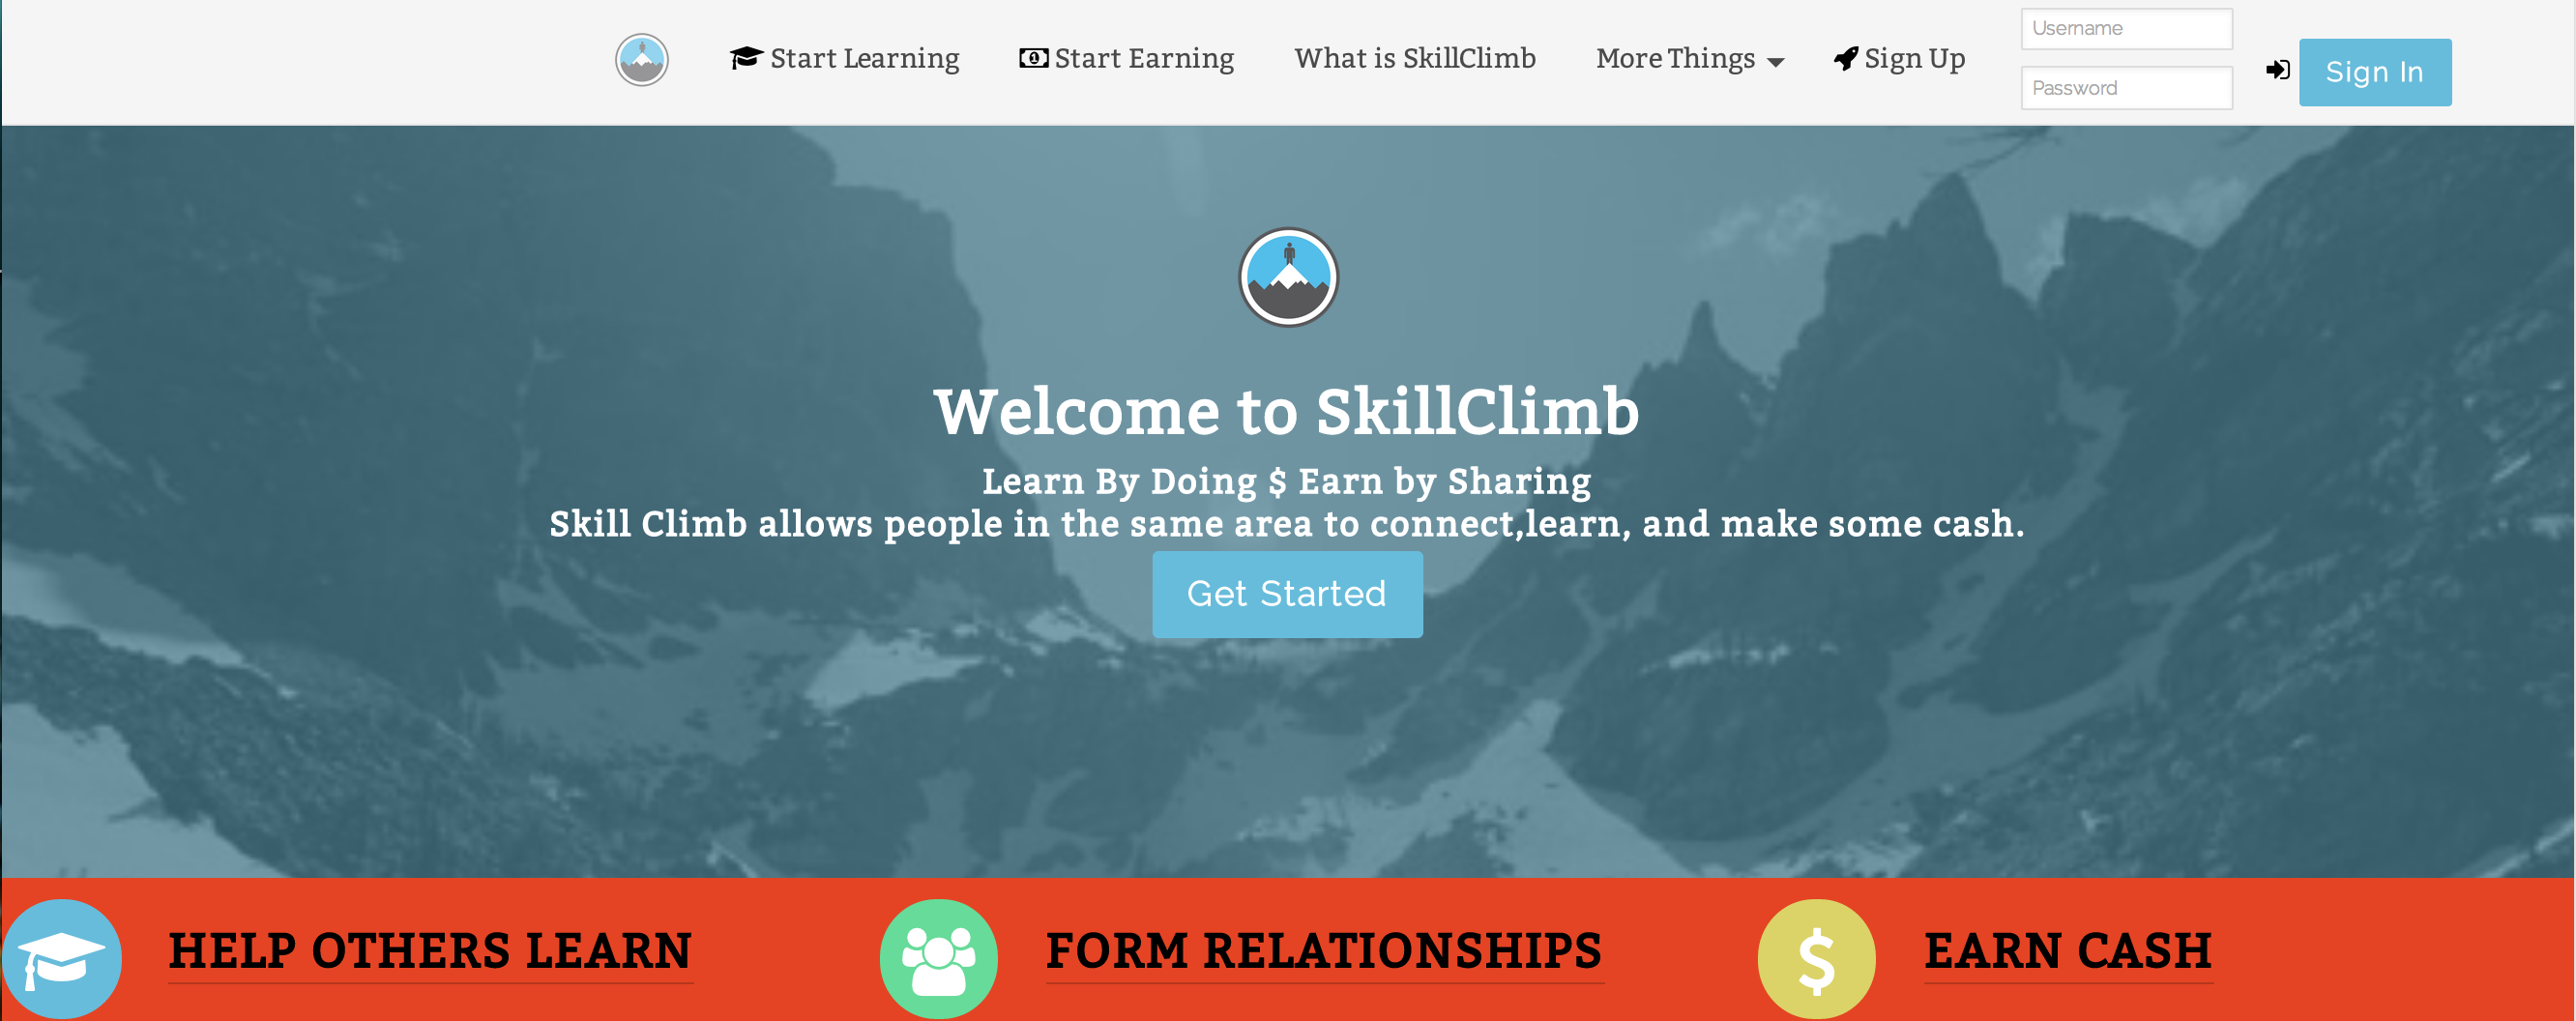 Start Learning
Start Earning
What is SkillClimb
More Things
Sign Up
Username
Password
Sign In
Welcome to SkillClimb
Learn By Doing $ Earn by Sharing
Skill Climb allows people in the same area to connect,learn, and make some cash.
Get Started
HELP OTHERS LEARN
FORM RELATIONSHIPS
EARN CASH